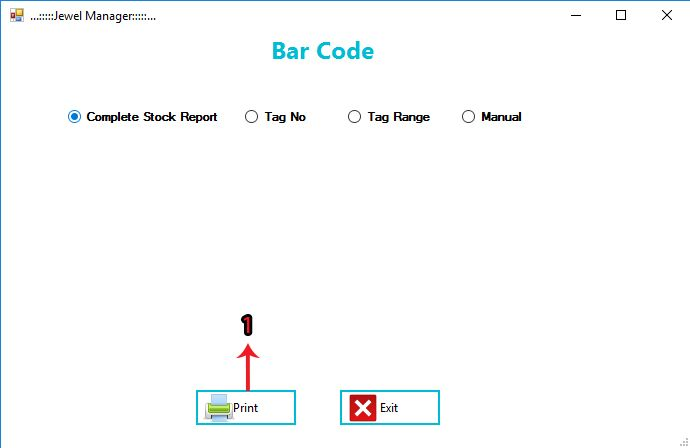 ...:::::Jewel Manager:::::...
Bar Code
Complete Stock Report Tag No Tag Range Manual
1
Print Exit